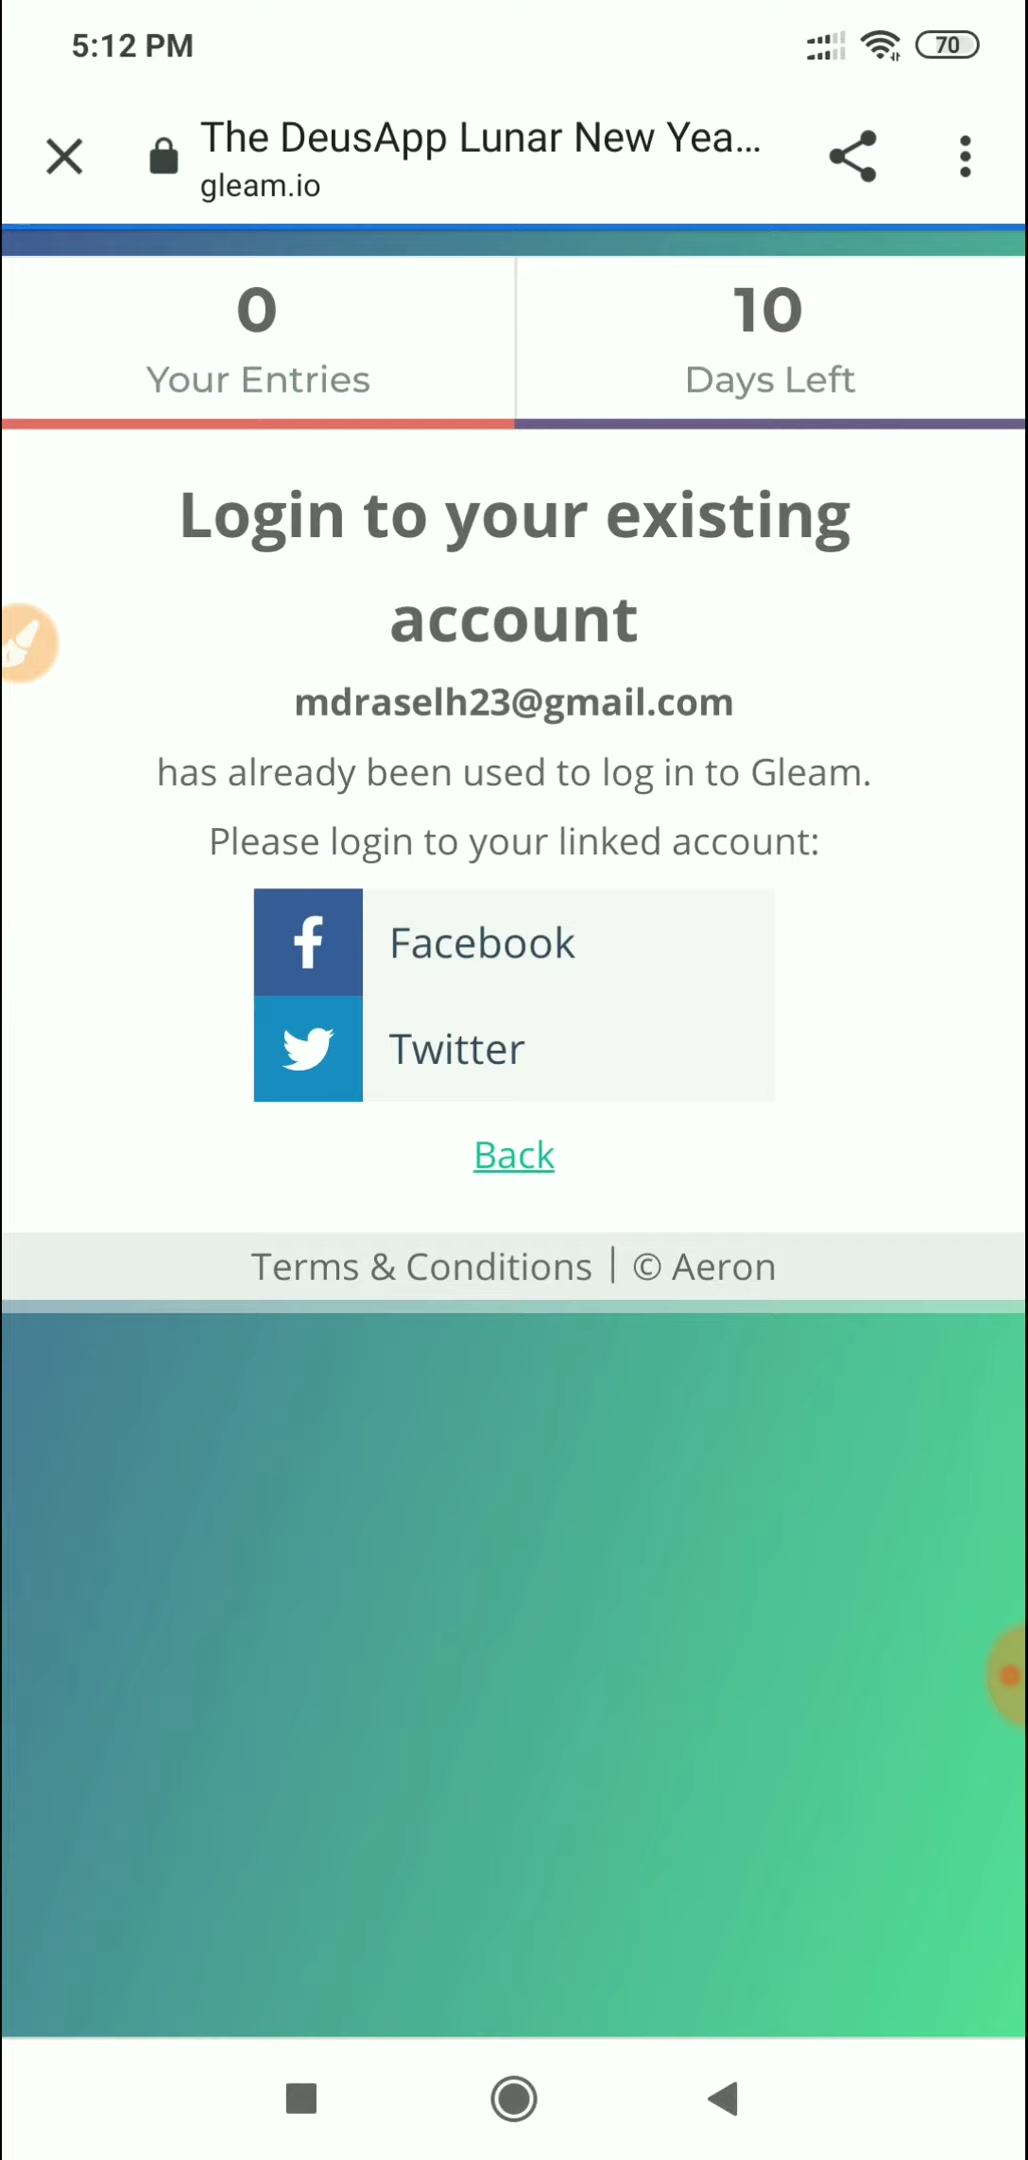 5:12 PM
70
The DeusApp Lunar New Yea...
gleam.io
0
Your Entries
10
Days Left
Login to your existing
account
mdraselh23@gmail.com
has already been used to log in to Gleam.
Please login to your linked account:
Facebook
Twitter
Back
Terms & Conditions | © Aeron